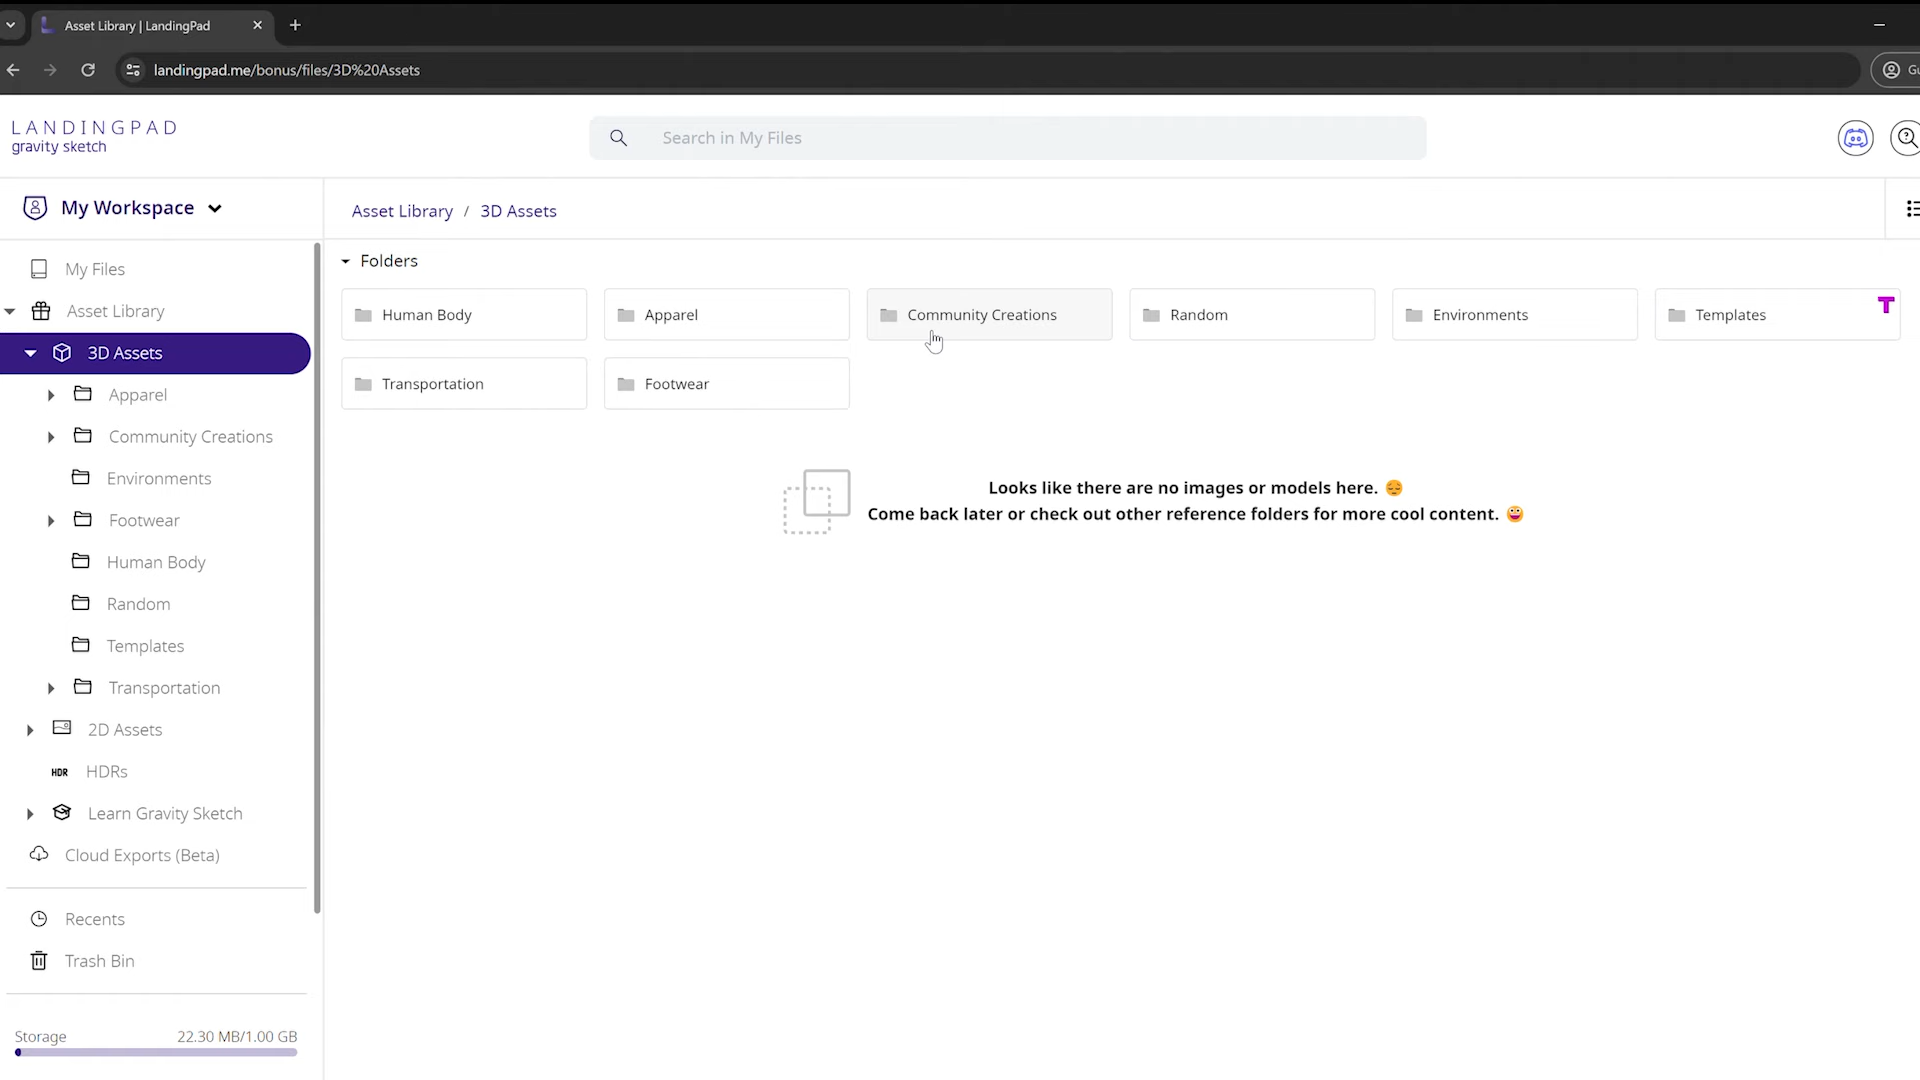 Asset Library | LandingPad
landingpad.me/bonus/files/3D%20Assets
LANDINGPAD
gravity sketch
Search in My Files
My Workspace
Asset Library / 3D Assets
My Files
Asset Library
3D Assets
Apparel
Community Creations
Environments
Footwear
Human Body
Random
Templates
Transportation
2D Assets
HDR HDRs
Learn Gravity Sketch
Cloud Exports (Beta)
Recents
Trash Bin
Storage 22.30 MB/1.00 GB
Folders
Human Body
Apparel
Community Creations
Random
Environments
Templates
T
Transportation
Footwear
Looks like there are no images or models here. 😔
Come back later or check out other reference folders for more cool content. 😜